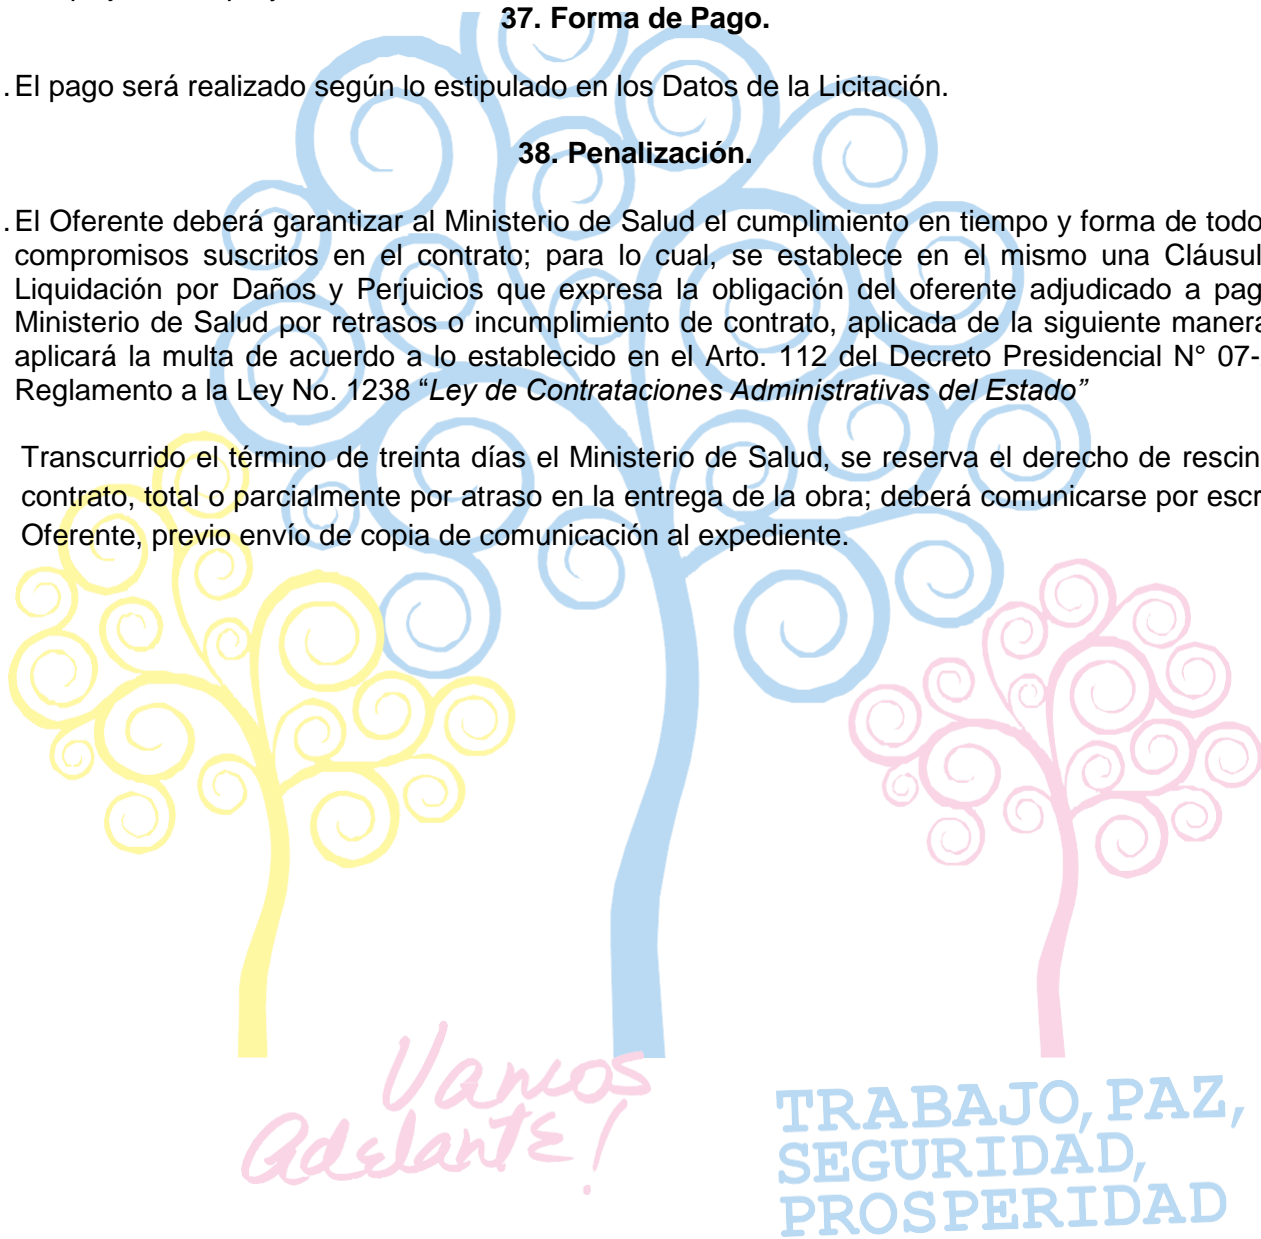 37. Forma de Pago.
. El pago será realizado según lo estipulado en los Datos de la Licitación.
38. Penalización.
. El Oferente deberá garantizar al Ministerio de Salud el cumplimiento en tiempo y forma de todo
compromisos suscritos en el contrato; para lo cual, se establece en el mismo una Cláusul
Liquidación por Daños y Perjuicios que expresa la obligación del oferente adjudicado a pag
Ministerio de Salud por retrasos o incumplimiento de contrato, aplicada de la siguiente manera
aplicará la multa de acuerdo a lo establecido en el Arto. 112 del Decreto Presidencial N° 07-
Reglamento a la Ley No. 1238 “Ley de Contrataciones Administrativas del Estado”
Transcurrido el término de treinta días el Ministerio de Salud, se reserva el derecho de rescin
contrato, total o parcialmente por atraso en la entrega de la obra; deberá comunicarse por escr
Oferente, previo envío de copia de comunicación al expediente.
Vamos
adelante!
TRABAJO, PAZ,
SEGURIDAD,
PROSPERIDAD